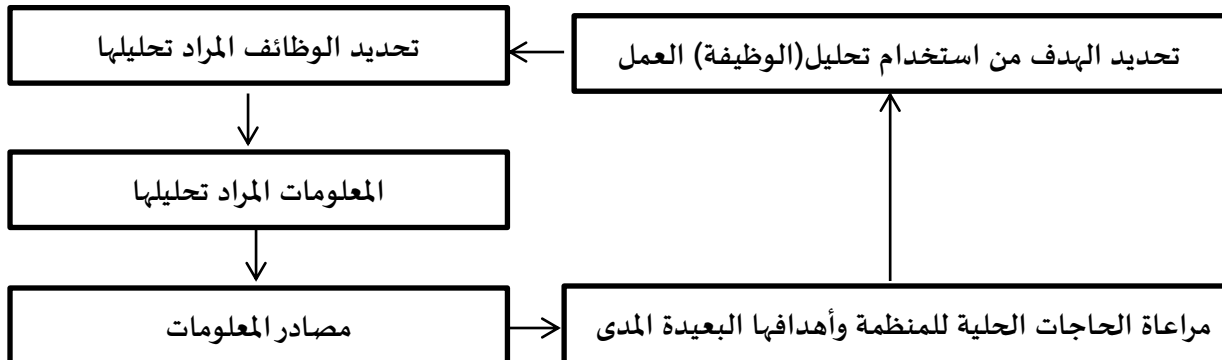 تحديد الهدف من استخدام تحليل(الوظيفة) العمل
تحديد الوظائف المراد تحليلها
المعلومات المراد تحليلها
مصادر المعلومات
مراعاة الحاجات الحلية للمنظمة وأهدافها البعيدة المدى